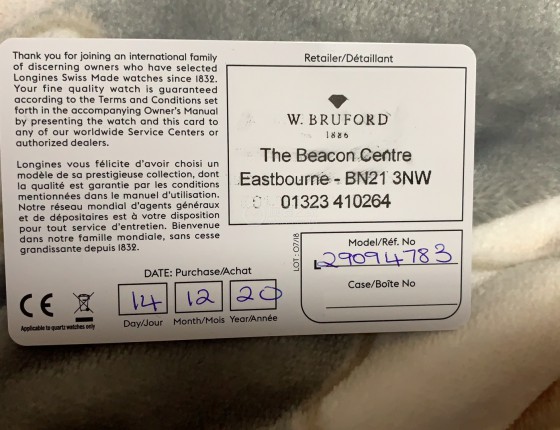 Thank you for joining an international family
of discerning owners who have selected
Longines Swiss Made watches since 1832.
Your fine quality watch is guaranteed
according to the Terms and Conditions set
forth in the accompanying Owner's Manual
by presenting the watch and this card to
any of our worldwide Service Centers or
authorized dealers.
Longines vous félicite d'avoir choisi un
modèle de sa prestigieuse collection, dont
la qualité est garantie par les conditions
mentionnées dans le manuel d'utilisation.
Notre réseau mondial d'agents généraux
et de dépositaires est à votre disposition
pour tout service d'entretien. Bienvenue
dans notre famille mondiale, sans cesse
grandissante depuis 1832.
CE
Applicable to quartz watches only
DATE: Purchase/Achat
14 12 20
Day/Jour Month/Mois Year/Année
Retailer/Détaillant
W. BRUFORD
1886
The Beacon Centre
Eastbourne - BN21 3NW
01323 410264
LOT: 07/18
Model/Réf. No
L29094783
Case/Boîte No